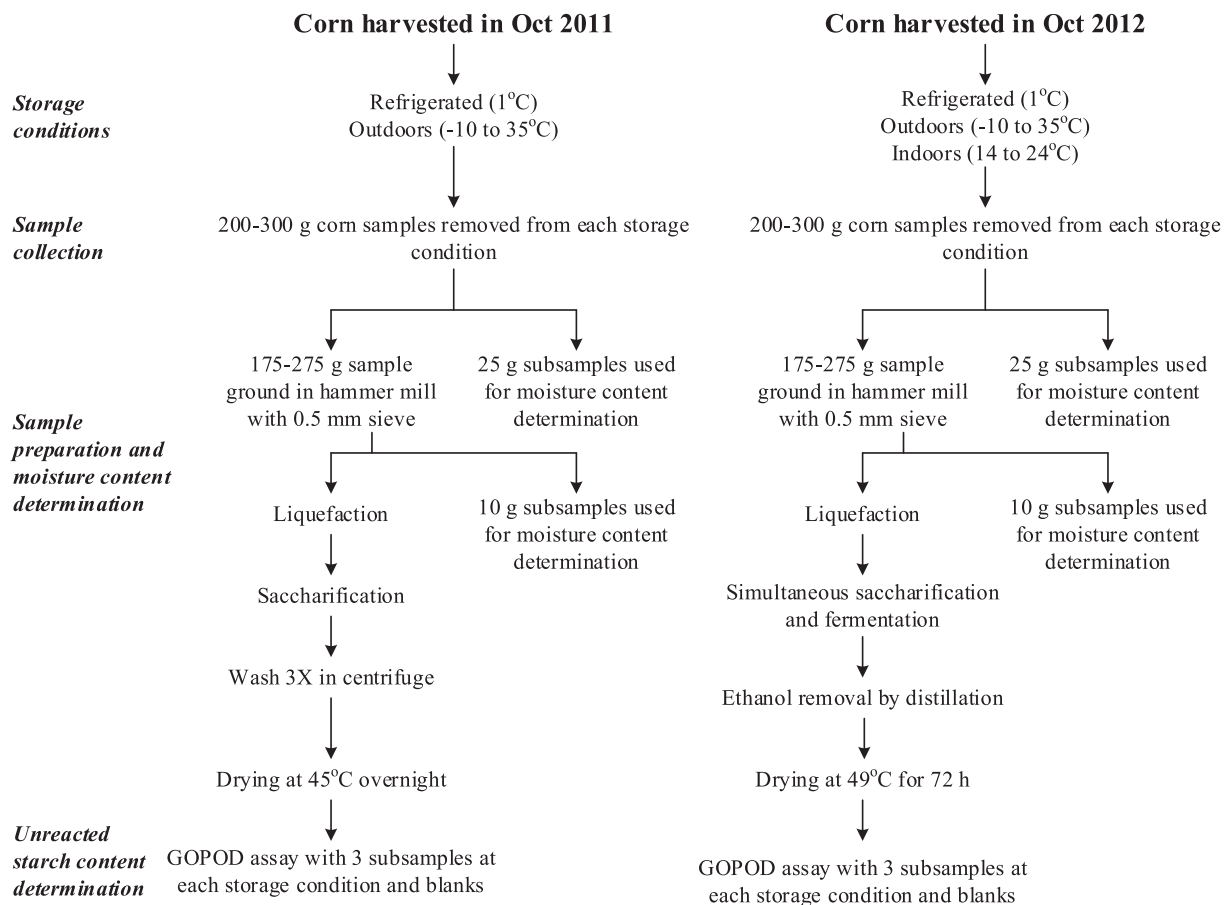 Corn harvested in Oct 2011
Corn harvested in Oct 2012
Storage
conditions
Refrigerated (1°C)
Outdoors (-10 to 35°C)
Refrigerated (1°C)
Outdoors (-10 to 35°C)
Indoors (14 to 24°C)
Sample
collection
200-300 g corn samples removed from each storage
condition
200-300 g corn samples removed from each storage
condition
Sample
preparation and
moisture content
determination
175-275 g sample
ground in hammer mill
with 0.5 mm sieve
25 g subsamples used
for moisture content
determination
175-275 g sample
ground in hammer mill
with 0.5 mm sieve
25 g subsamples used
for moisture content
determination
Liquefaction
10 g subsamples used
for moisture content
determination
Liquefaction
10 g subsamples used
for moisture content
determination
Saccharification
Simultaneous saccharification
and fermentation
Wash 3X in centrifuge
Ethanol removal by distillation
Drying at 45°C overnight
Drying at 49°C for 72 h
Unreacted
starch content
determination
GOPOD assay with 3 subsamples at
each storage condition and blanks
GOPOD assay with 3 subsamples at
each storage condition and blanks